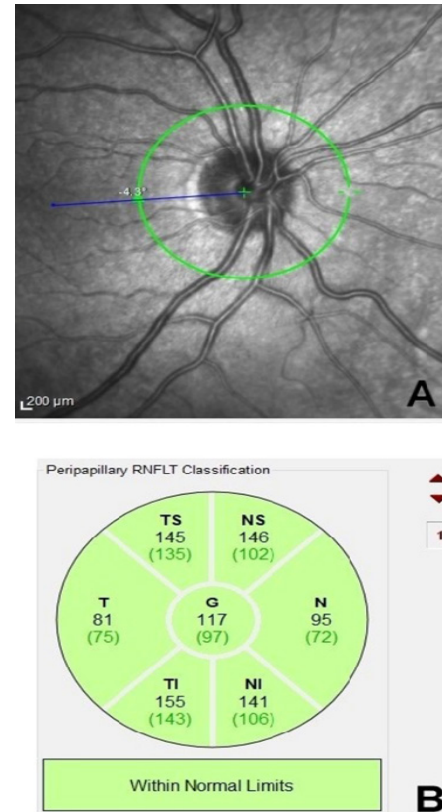 -4.3°
200 µm
A
Peripapillary RNFLT Classification
TS
145
(135)
NS
146
(102)
T
81
(75)
G
117
(97)
N
95
(72)
TI
155
(143)
NI
141
(106)
Within Normal Limits
B